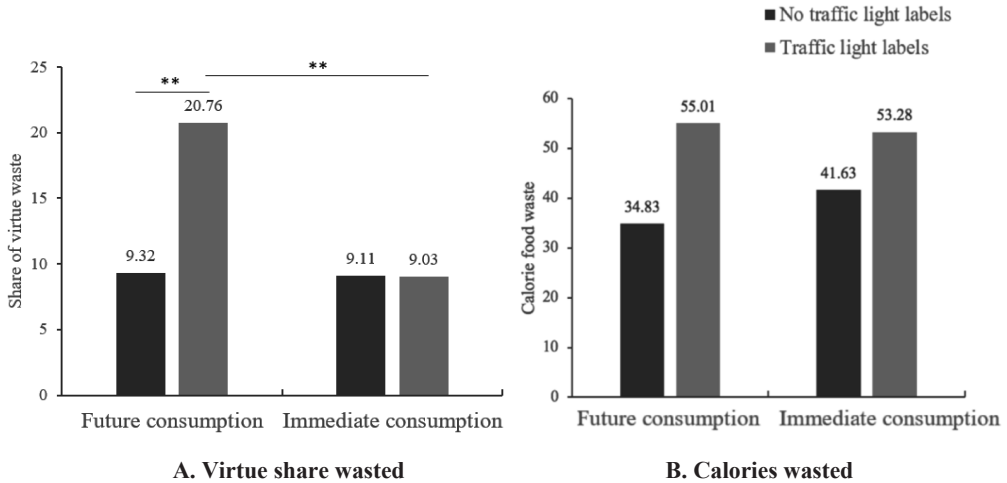 No traffic light labels
Traffic light labels
Share of virtue waste
25
20
15
10
5
0
**
**
9.32
20.76
9.11
9.03
Future consumption
Immediate consumption
A. Virtue share wasted
Calorie food waste
60
50
40
30
20
10
0
34.83
55.01
41.63
53.28
Future consumption
Immediate consumption
B. Calories wasted